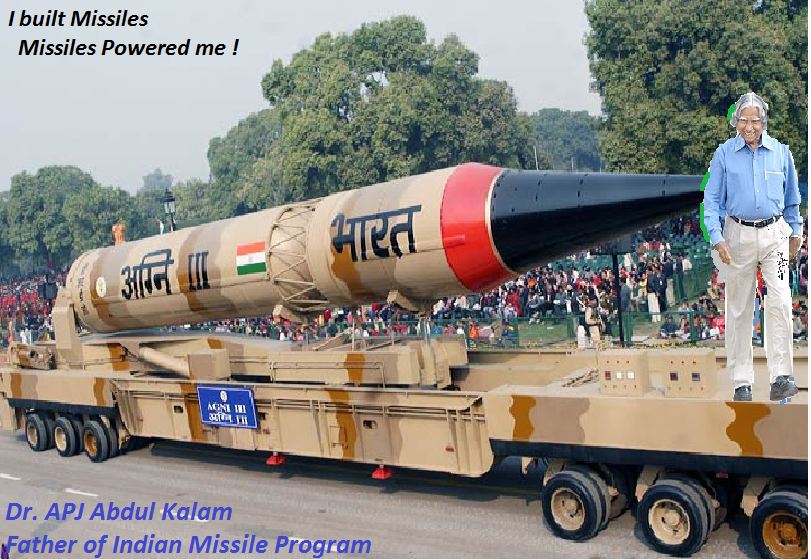 I built Missiles
Missiles Powered me !
अग्नि III
भारत
AGNI III
अग्नि III
Dr. APJ Abdul Kalam
Father of Indian Missile Program